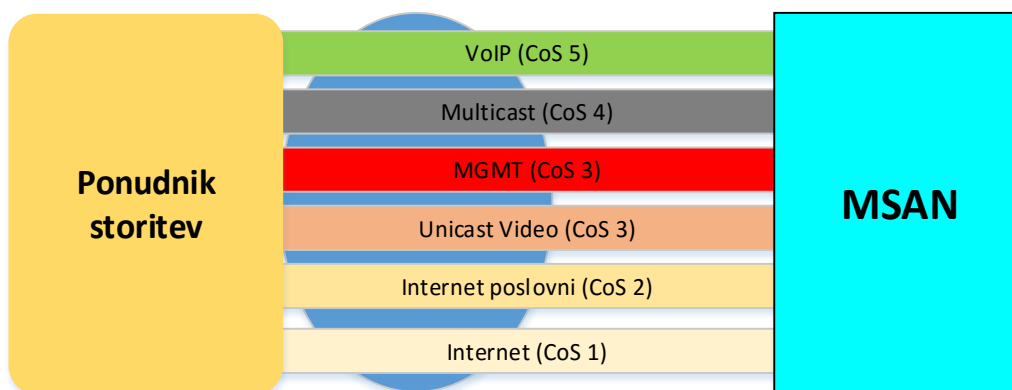 Ponudnik
storitev
VoIP (CoS 5)
Multicast (CoS 4)
MGMT (CoS 3)
Unicast Video (CoS 3)
Internet poslovni (CoS 2)
Internet (CoS 1)
MSAN